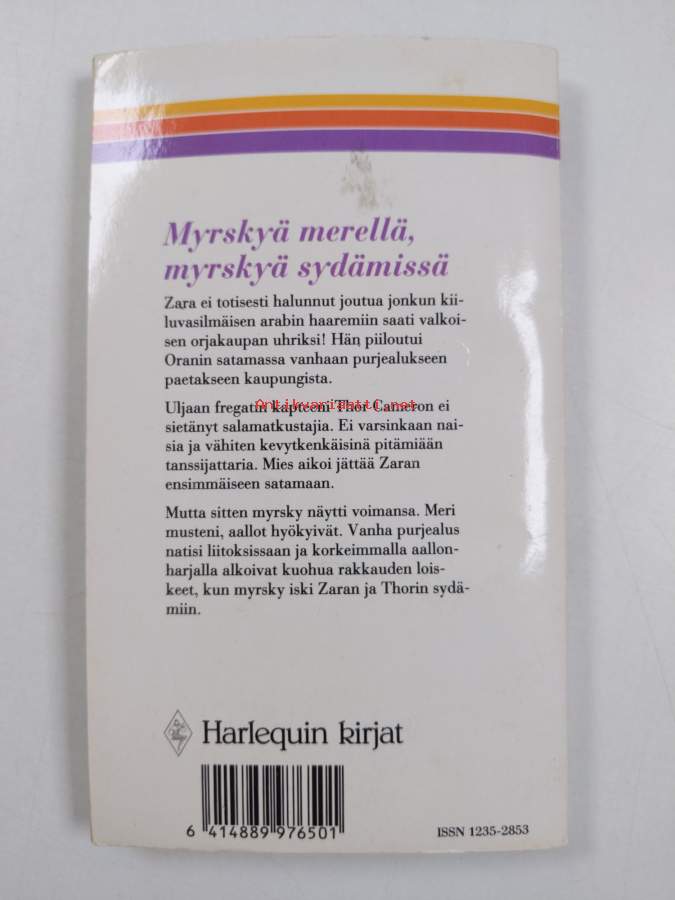 Myrskyä merellä,
myrskyä sydämissä
Zara ei totisesti halunnut joutua jonkun kii-
luvasilmäisen arabin haaremiin saati valkoi-
sen orjakaupan uhriksi! Hän piiloutui
Oranin satamassa vanhaan purjealukseen
paetakseen kaupungista.
Antikvariaatti.net
Uljaan fregatin kapteeni Thor Cameron ei
sietänyt salamatkustajia. Ei varsinkaan nai-
sia ja vähiten kevytkenkäisinä pitämiään
tanssijattaria. Mies aikoi jättää Zaran
ensimmäiseen satamaan.
Mutta sitten myrsky näytti voimansa. Meri
musteni, aallot hyökyivät. Vanha purjealus
natisi liitoksissaan ja korkeimmalla aallon-
harjalla alkoivat kuohua rakkauden lois-
keet, kun myrsky iski Zaran ja Thorin sydä-
miin.
Harlequin kirjat
6 414889 976501
ISSN 1235-2853